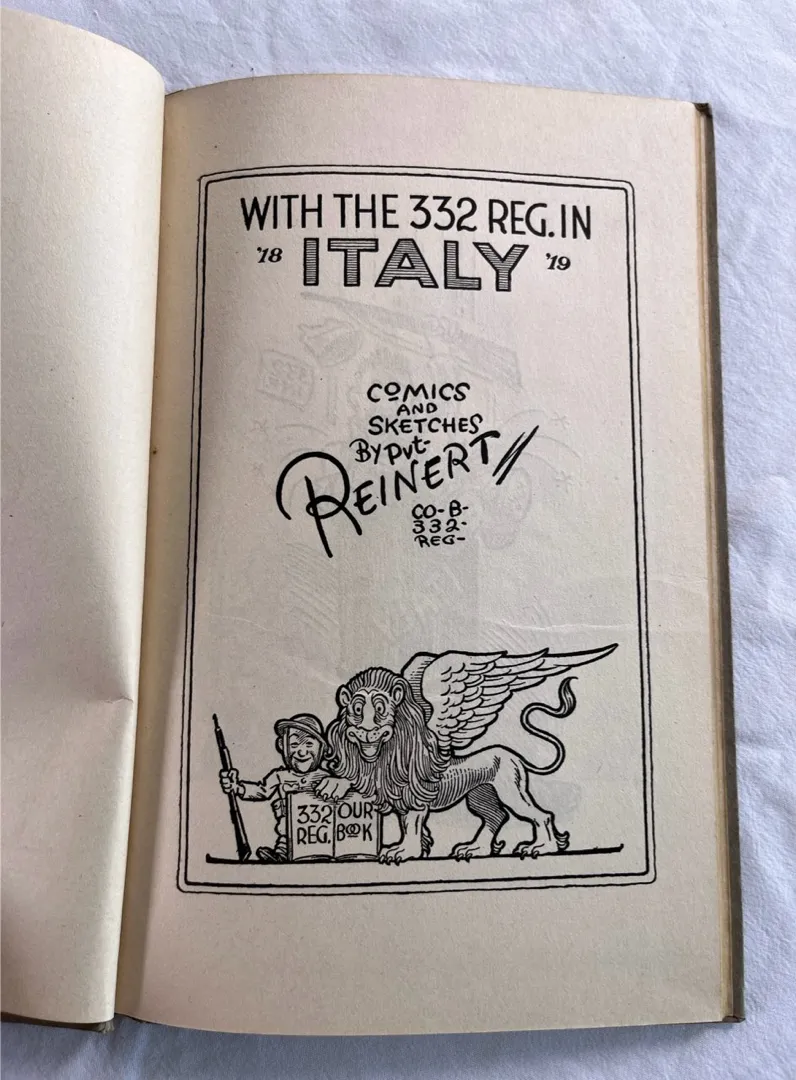 WITH THE 332 REG. IN
'18 ITALY '19
COMICS
AND
SKETCHES
By pvt-
REINERT
CO-B-
332-
REG-
332 REG.
OUR BOOK